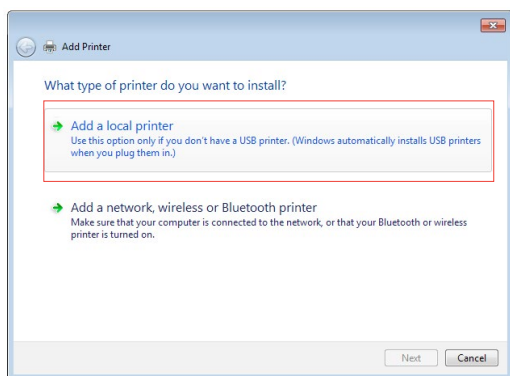 Add Printer
What type of printer do you want to install?
Add a local printer
Use this option only if you don't have a USB printer. (Windows automatically installs USB printers
when you plug them in.)
Add a network, wireless or Bluetooth printer
Make sure that your computer is connected to the network, or that your Bluetooth or wireless
printer is turned on.
Next Cancel